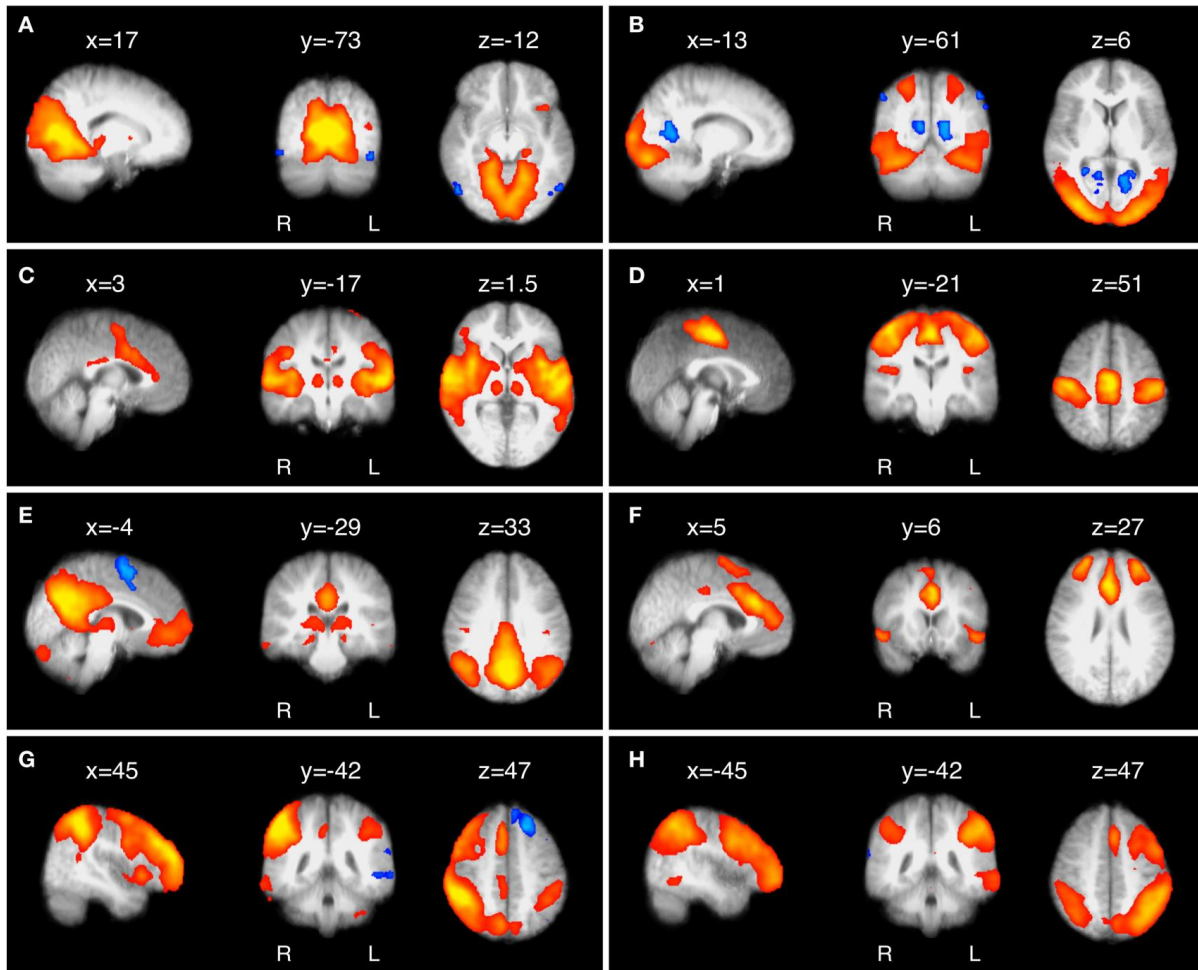 A
x=17 y=-73 z=-12
R L
B
x=-13 y=-61 z=6
R L
C
x=3 y=-17 z=1.5
R L
D
x=1 y=-21 z=51
R L
E
x=-4 y=-29 z=33
R L
F
x=5 y=6 z=27
R L
G
x=45 y=-42 z=47
R L
H
x=-45 y=-42 z=47
R L